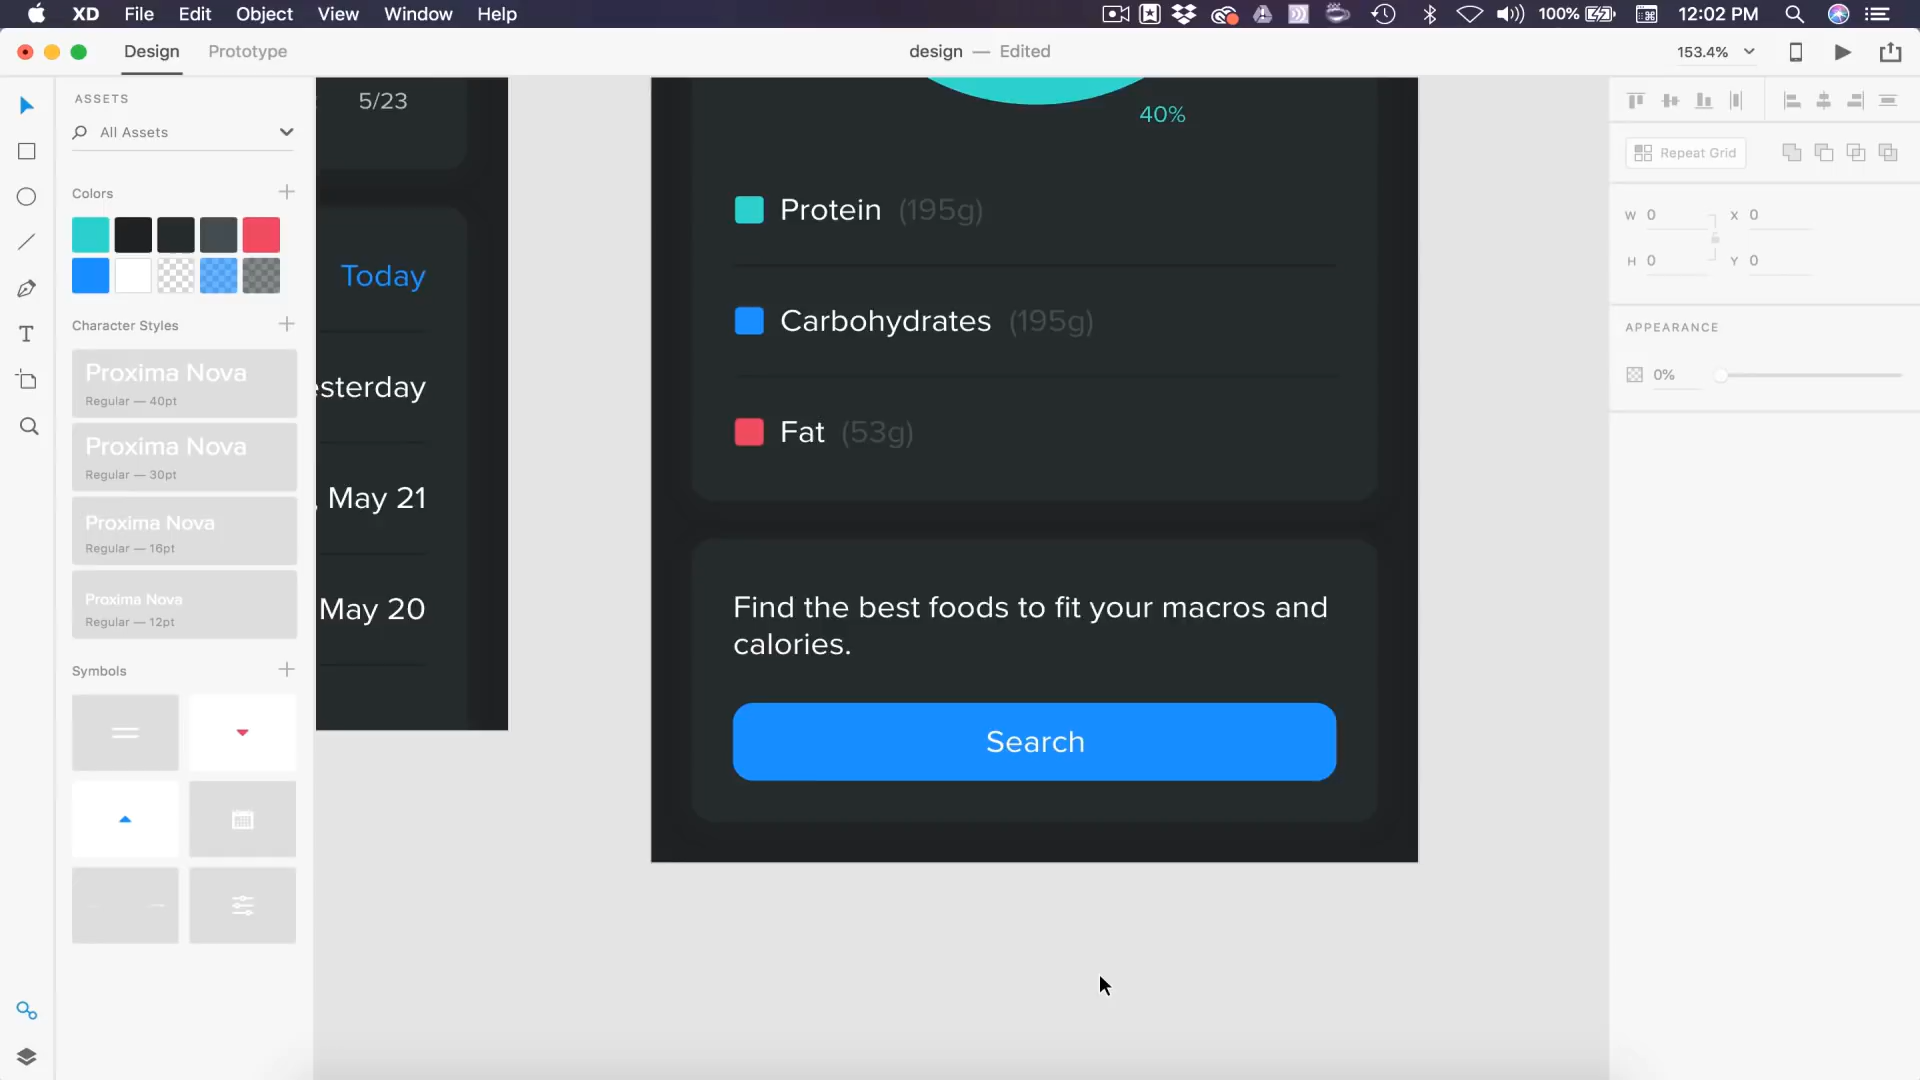 XD File Edit Object View Window Help 100% 12:02 PM
Design Prototype design — Edited 153.4%
ASSETS
All Assets
Colors
Character Styles
Proxima Nova
Regular — 40pt
Proxima Nova
Regular — 30pt
Proxima Nova
Regular — 16pt
Proxima Nova
Regular — 12pt
Symbols
5/23
Today
esterday
, May 21
May 20
40%
Protein (195g)
Carbohydrates (195g)
Fat (53g)
Find the best foods to fit your macros and
calories.
Search
Repeat Grid
W 0 X 0
H 0 Y 0
APPEARANCE
0%